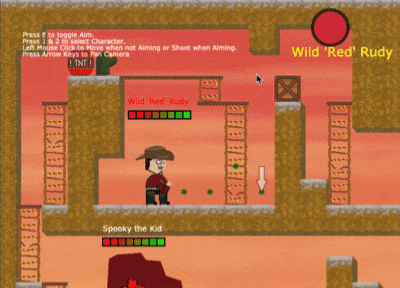 Press E to toggle Aim.
Press 1 & 2 to select Character.
Left Mouse Click to Move when not Aiming or Shoot when Aiming.
Press Arrow Keys to Pan Camera
! TNT !
Wild 'Red' Rudy
Wild 'Red' Rudy
Spooky the Kid